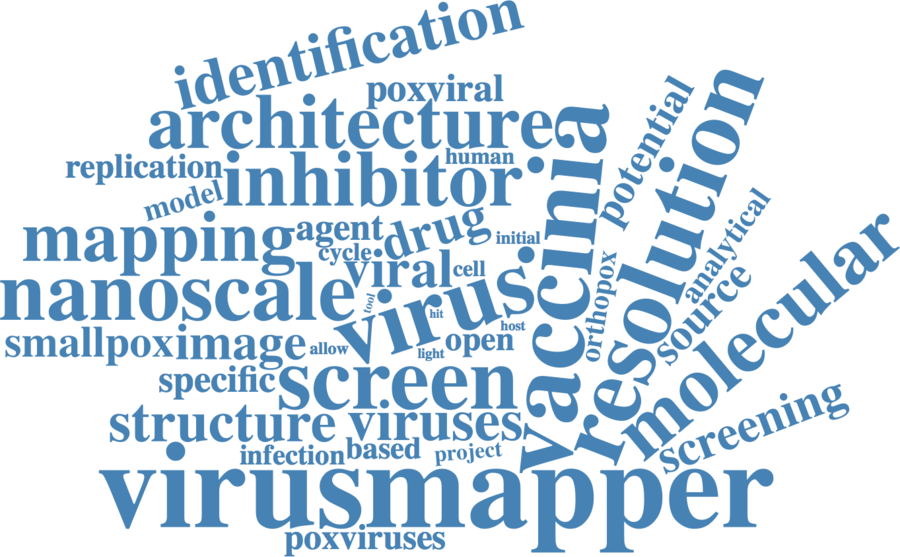 identification
poxviral
architecture
replication
human
inhibitor
model
vaccinia
potential
resolution
mapping
agent
drug
initial
cycle
viral
cell
analytical
nanoscale
tool
virus
hit
host
orthopox
source
molecular
smallpox
image
allow
light
open
specific
screen
structure
viruses
screening
infection
based
project
virusmapper
poxviruses